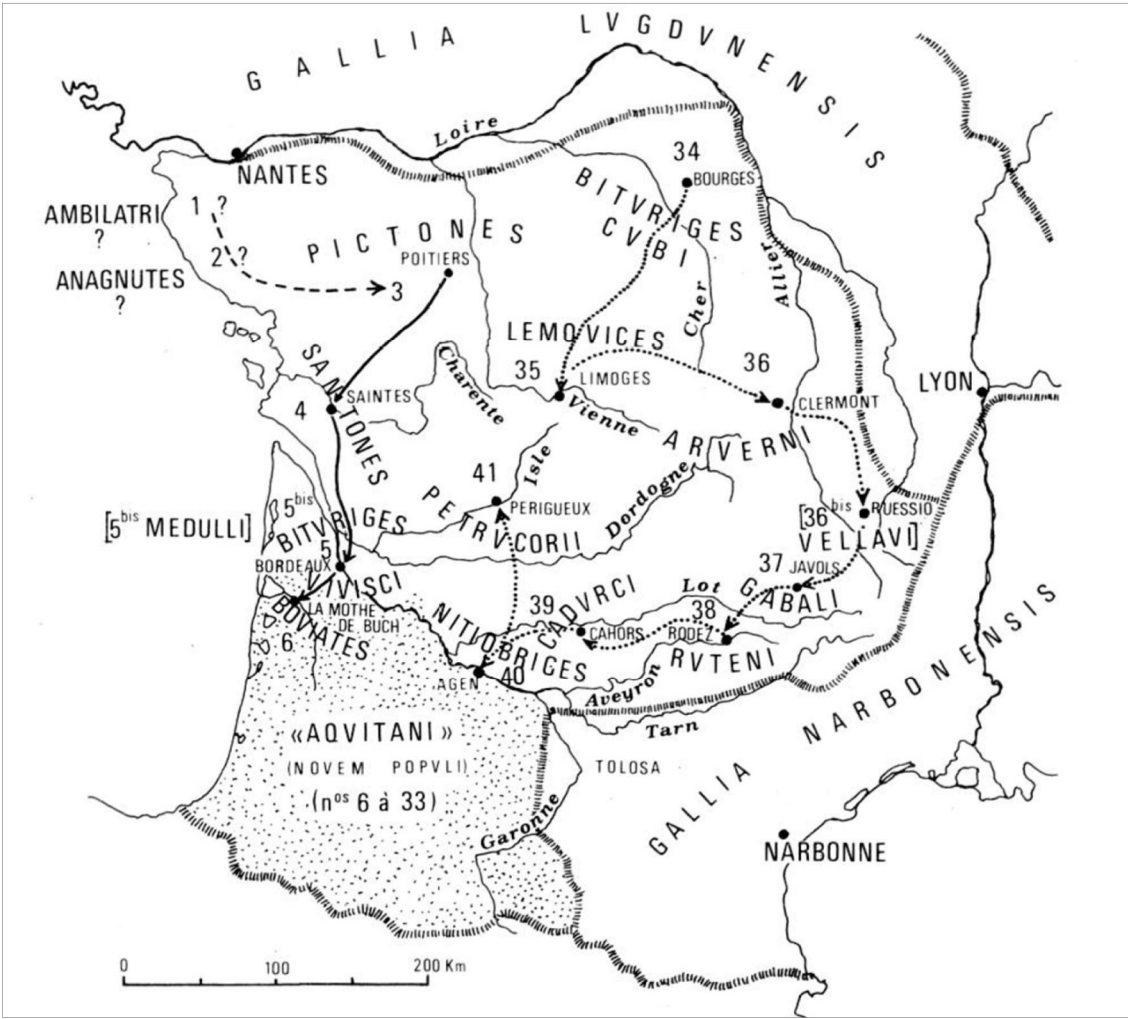 GALLIA LVGDVNENSIS
Loire
NANTES
34
BOURGES
BITVRIGES
CVBI
AMBILATRI
?
1 ?
2 ?
ANAGNUTES
?
PICTONES
POITIERS
3
Allier
Cher
LEMOVICES
35
LIMOGES
36
CLERMONT
LYON
SANTONES
4
SAINTES
Charente
Vienne
ARVERNI
41
Isle
PERIGUEUX
Dordogne
PETRVCORII
[5bis MEDULLI]
5bis
BITVRIGES
5
BORDEAUX
VIVISCI
[36bis
RUESSIO
VELLAVI]
37
JAVOLS
GABALI
LA MOTHE
DE BUCH
BOVIATES
6
NITIOBRICES
39
CADVRCI
CAHORS
Lot
38
RODEZ
RVTENI
AGEN
40
Aveyron
Tarn
«AQVITANI»
(NOVEM POPVLI)
(nos 6 à 33)
TOLOSA
Garonne
GALLIA NARBONENSIS
NARBONNE
0 100 200 Km